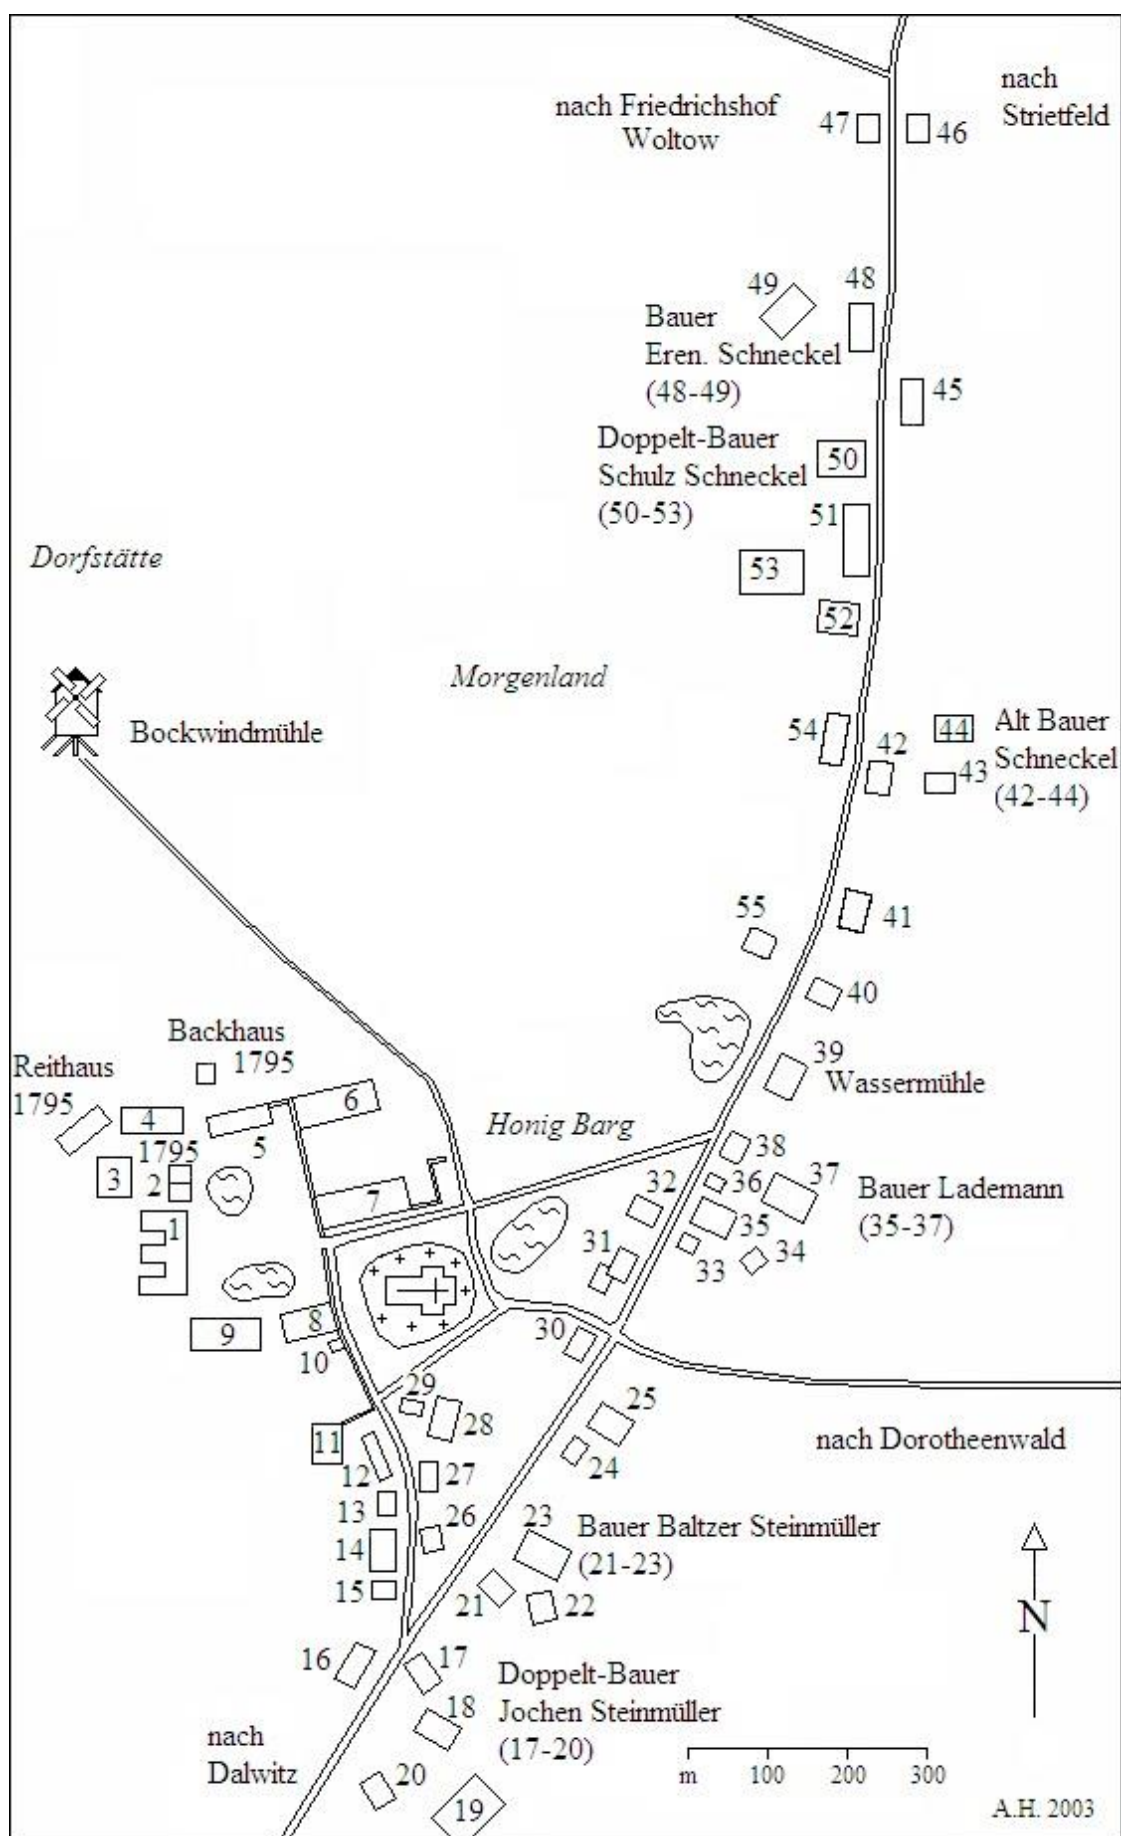 nach
Strietfeld
nach Friedrichshof
Woltow
47
46
49
48
Bauer
Eren. Schneckel
(48-49)
45
Doppelt-Bauer
Schulz Schneckel
(50-53)
50
51
53
52
Dorfstätte
Morgenland
Bockwindmühle
54
42
44
43
Alt Bauer
Schneckel
(42-44)
55
41
40
39
Wassermühle
Backhaus
1795
Reithaus
1795
4
1795
5
6
3
2
1
7
Honig Barg
38
36
37
32
35
Bauer Lademann
(35-37)
31
33
34
8
9
10
30
29
28
25
24
nach Dorotheenwald
11
12
27
13
26
14
15
23
Bauer Baltzer Steinmüller
(21-23)
21
22
N
16
17
18
Doppelt-Bauer
Jochen Steinmüller
(17-20)
nach
Dalwitz
20
19
m 100 200 300
A.H. 2003